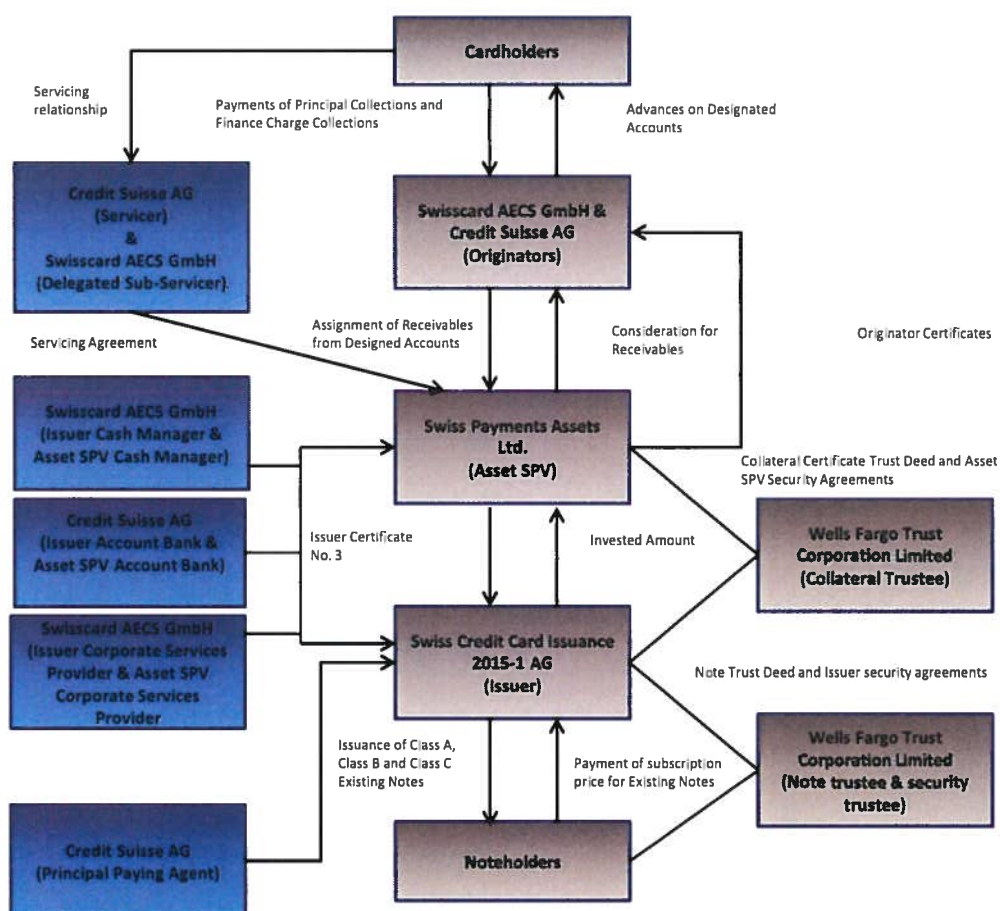 Cardholders
Servicing
relationship
Payments of Principal Collections and
Finance Charge Collections
Advances on Designated
Accounts
Credit Suisse AG
(Servicer)
&
Swisscard AECS GmbH
(Delegated Sub-Servicer)
Swisscard AECS GmbH &
Credit Suisse AG
(Originators)
Servicing Agreement
Assignment of Receivables
from Designed Accounts
Consideration for
Receivables
Originator Certificates
Swisscard AECS GmbH
(Issuer Cash Manager &
Asset SPV Cash Manager)
Swiss Payments Assets
Ltd.
(Asset SPV)
Collateral Certificate Trust Deed and Asset
SPV Security Agreements
Credit Suisse AG
(Issuer Account Bank &
Asset SPV Account Bank)
Issuer Certificate
No. 3
Invested Amount
Wells Fargo Trust
Corporation Limited
(Collateral Trustee)
Swisscard AECS GmbH
(Issuer Corporate Services
Provider & Asset SPV
Corporate Services
Provider
Swiss Credit Card Issuance
2015-1 AG
(Issuer)
Note Trust Deed and Issuer security agreements
Issuance of Class A,
Class B and Class C
Existing Notes
Payment of subscription
price for Existing Notes
Wells Fargo Trust
Corporation Limited
(Note trustee & security
trustee)
Credit Suisse AG
(Principal Paying Agent)
Noteholders